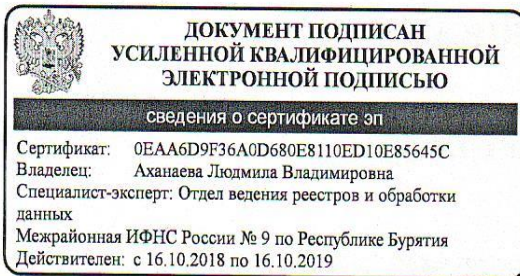 ДОКУМЕНТ ПОДПИСАН
УСИЛЕННОЙ КВАЛИФИЦИРОВАННОЙ
ЭЛЕКТРОННОЙ ПОДПИСЬЮ
сведения о сертификате эп
Сертификат: 0EAA6D9F36A0D680E8110ED10E85645C
Владелец: Аханаева Людмила Владимировна
Специалист-эксперт: Отдел ведения реестров и обработки
данных
Межрайонная ИФНС России № 9 по Республике Бурятия
Действителен: с 16.10.2018 по 16.10.2019